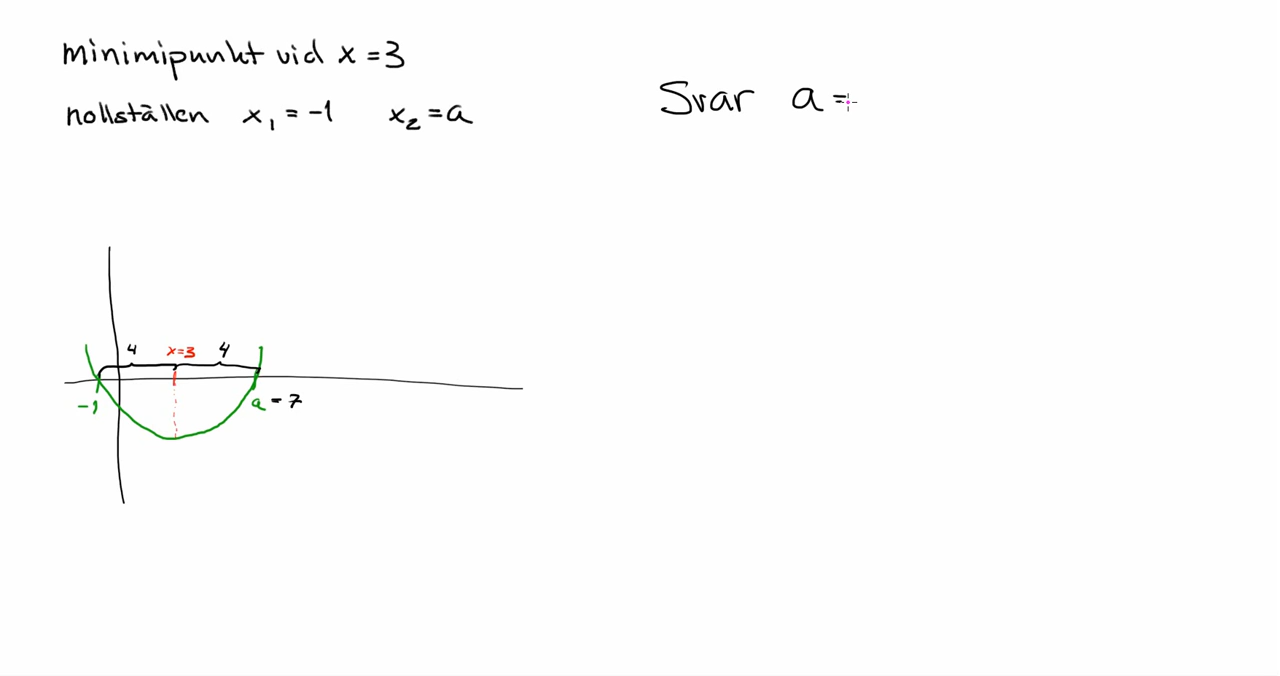 minimipunkt vid x = 3
nollställen x₁ = -1 x₂ = a
Svar a =
4 x=3 4
-1 a = 7